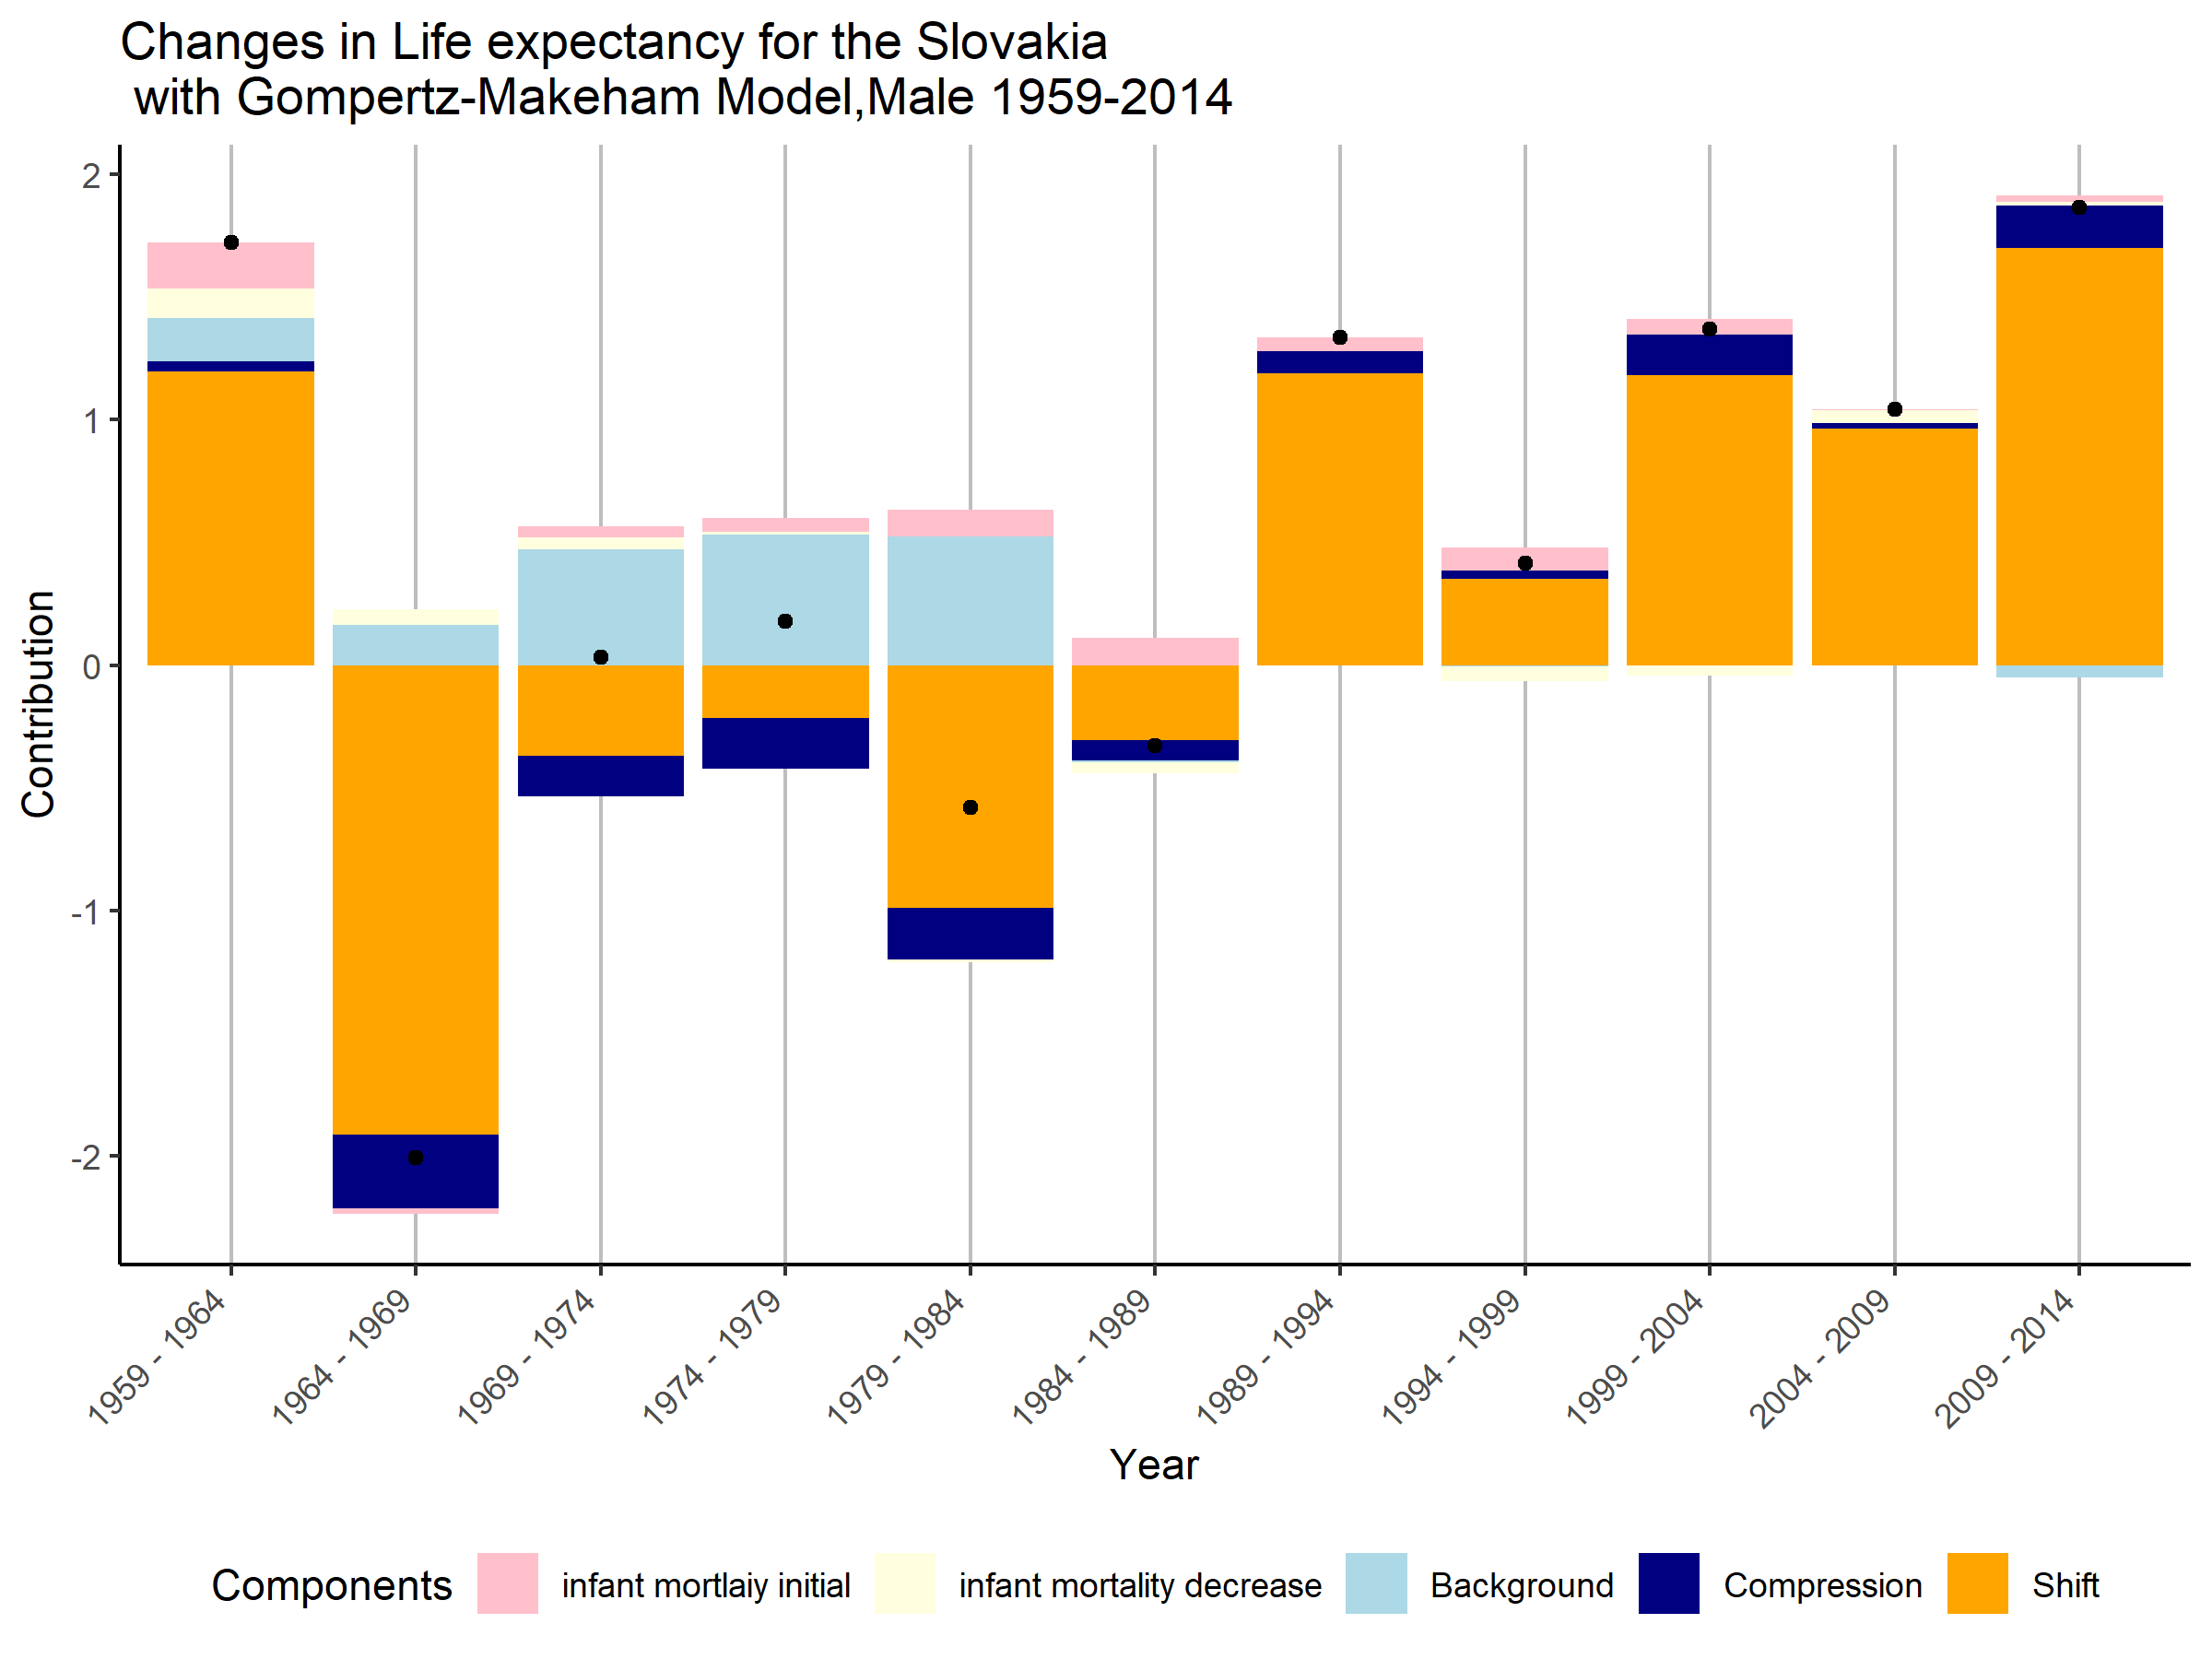 Changes in Life expectancy for the Slovakia
with Gompertz-Makeham Model,Male 1959-2014
Contribution
2
1
0
-1
-2
1959 - 1964
1964 - 1969
1969 - 1974
1974 - 1979
1979 - 1984
1984 - 1989
1989 - 1994
1994 - 1999
1999 - 2004
2004 - 2009
2009 - 2014
Year
Components infant mortlaiy initial infant mortality decrease Background Compression Shift